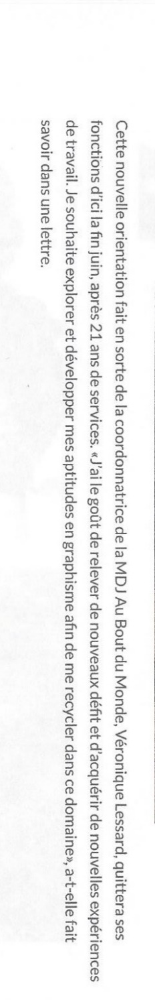 Cette nouvelle orientation fait en sorte de la coordonnatrice de la MDJ Au Bout du Monde, Véronique Lessard, quittera ses
fonctions d'ici la fin juin, après 21 ans de services. «J'ai le goût de relever de nouveaux défit et d'acquérir de nouvelles expériences
de travail. Je souhaite explorer et développer mes aptitudes en graphisme afin de me recycler dans ce domaine», a-t-elle fait
savoir dans une lettre.